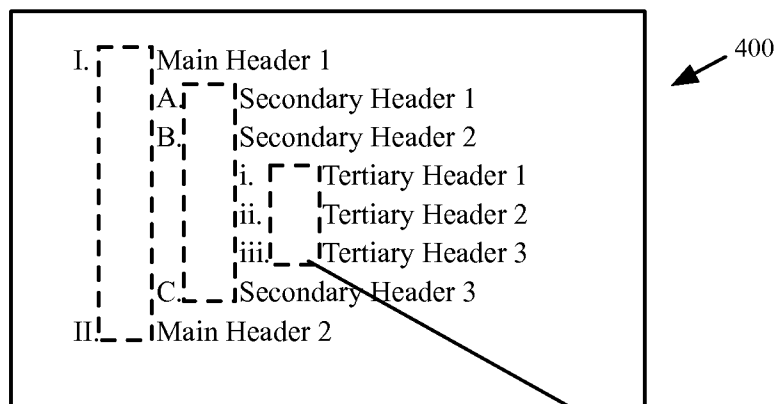 I. Main Header 1
400
A. Secondary Header 1
B. Secondary Header 2
i. Tertiary Header 1
ii. Tertiary Header 2
iii. Tertiary Header 3
C. Secondary Header 3
II. Main Header 2